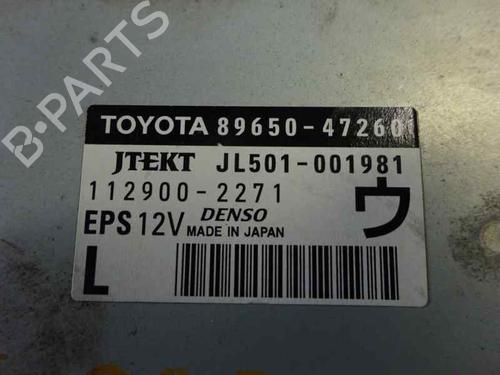 TOYOTA 89650-47260
JTEKT JL501-001981
112900-2271
EPS 12V DENSO
MADE IN JAPAN
ウ
L
B-PARTS